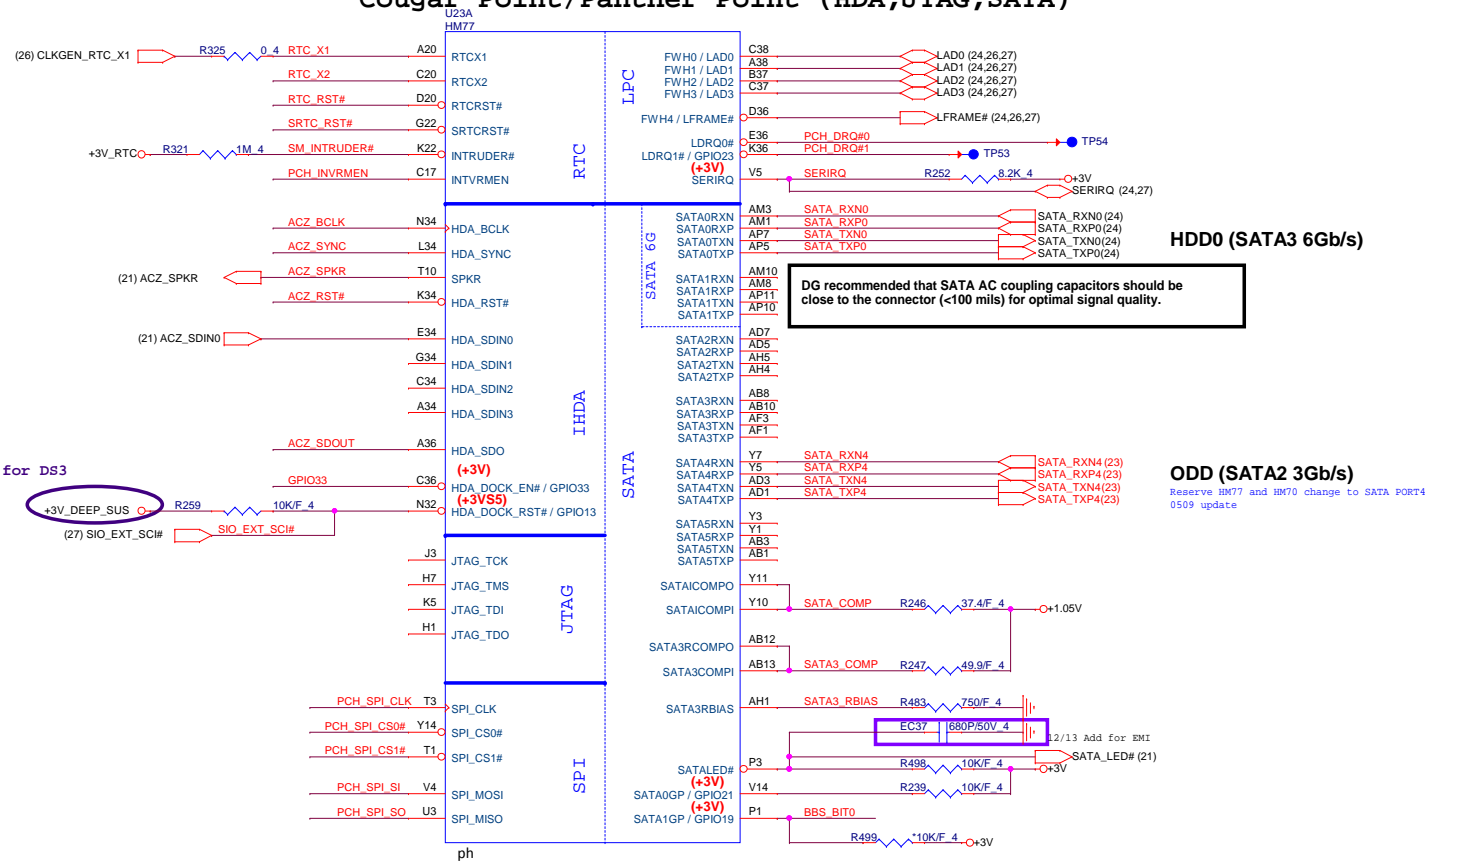 Cougar Point/Panther Point (HDA,JTAG,SATA)
U23A
HM77
(26) CLKGEN_RTC_X1
R325
0_4
RTC_X1
A20
RTCX1
RTC_X2
C20
RTCX2
RTC_RST#
D20
RTCRST#
SRTC_RST#
G22
SRTCRST#
+3V_RTC
R321
1M_4
SM_INTRUDER#
K22
INTRUDER#
PCH_INVRMEN
C17
INTVRMEN
RTC
LPC
FWH0 / LAD0
C38
LAD0 (24,26,27)
FWH1 / LAD1
A38
LAD1 (24,26,27)
FWH2 / LAD2
B37
LAD2 (24,26,27)
FWH3 / LAD3
C37
LAD3 (24,26,27)
FWH4 / LFRAME#
D36
LFRAME# (24,26,27)
LDRQ0#
E36
PCH_DRQ#0
TP54
LDRQ1# / GPIO23
K36
PCH_DRQ#1
TP53
(+3V)
SERIRQ
V5
SERIRQ
R252
8.2K_4
+3V
SERIRQ (24,27)
ACZ_BCLK
N34
HDA_BCLK
ACZ_SYNC
L34
HDA_SYNC
(21) ACZ_SPKR
ACZ_SPKR
T10
SPKR
ACZ_RST#
K34
HDA_RST#
(21) ACZ_SDIN0
E34
HDA_SDIN0
G34
HDA_SDIN1
C34
HDA_SDIN2
A34
HDA_SDIN3
IHDA
ACZ_SDOUT
A36
HDA_SDO
for DS3
(+3V)
GPIO33
C36
HDA_DOCK_EN# / GPIO33
(+3VS5)
+3V_DEEP_SUS
R259
10K/F_4
N32
HDA_DOCK_RST# / GPIO13
(27) SIO_EXT_SCI#
SIO_EXT_SCI#
SATA 6G
SATA0RXN
AM3
SATA_RXN0
SATA_RXN0 (24)
SATA0RXP
AM1
SATA_RXP0
SATA_RXP0 (24)
SATA0TXN
AP7
SATA_TXN0
SATA_TXN0(24)
SATA0TXP
AP5
SATA_TXP0
SATA_TXP0(24)
HDD0 (SATA3 6Gb/s)
SATA1RXN
AM10
SATA1RXP
AM8
SATA1TXN
AP11
SATA1TXP
AP10
DG recommended that SATA AC coupling capacitors should be
close to the connector (<100 mils) for optimal signal quality.
SATA2RXN
AD7
SATA2RXP
AD5
SATA2TXN
AH5
SATA2TXP
AH4
SATA3RXN
AB8
SATA3RXP
AB10
SATA3TXN
AF3
SATA3TXP
AF1
SATA
SATA4RXN
Y7
SATA_RXN4
SATA_RXN4(23)
SATA4RXP
Y5
SATA_RXP4
SATA_RXP4(23)
SATA4TXN
AD3
SATA_TXN4
SATA_TXN4(23)
SATA4TXP
AD1
SATA_TXP4
SATA_TXP4(23)
ODD (SATA2 3Gb/s)
Reserve HM77 and HM70 change to SATA PORT4
0509 update
SATA5RXN
Y3
SATA5RXP
Y1
SATA5TXN
AB3
SATA5TXP
AB1
J3
JTAG_TCK
H7
JTAG_TMS
K5
JTAG_TDI
H1
JTAG_TDO
JTAG
SATAICOMPO
Y11
SATAICOMPI
Y10
SATA_COMP
R246
37.4/F_4
+1.05V
SATA3RCOMPO
AB12
SATA3COMPI
AB13
SATA3_COMP
R247
49.9/F_4
SATA3RBIAS
AH1
SATA3_RBIAS
R483
750/F_4
EC37
680P/50V_4
12/13 Add for EMI
SATA_LED# (21)
PCH_SPI_CLK
T3
SPI_CLK
PCH_SPI_CS0#
Y14
SPI_CS0#
PCH_SPI_CS1#
T1
SPI_CS1#
PCH_SPI_SI
V4
SPI_MOSI
PCH_SPI_SO
U3
SPI_MISO
SPI
SATALED#
P3
R498
10K/F_4
+3V
(+3V)
SATA0GP / GPIO21
V14
R239
10K/F_4
(+3V)
SATA1GP / GPIO19
P1
BBS_BIT0
R499
*10K/F_4
+3V
ph